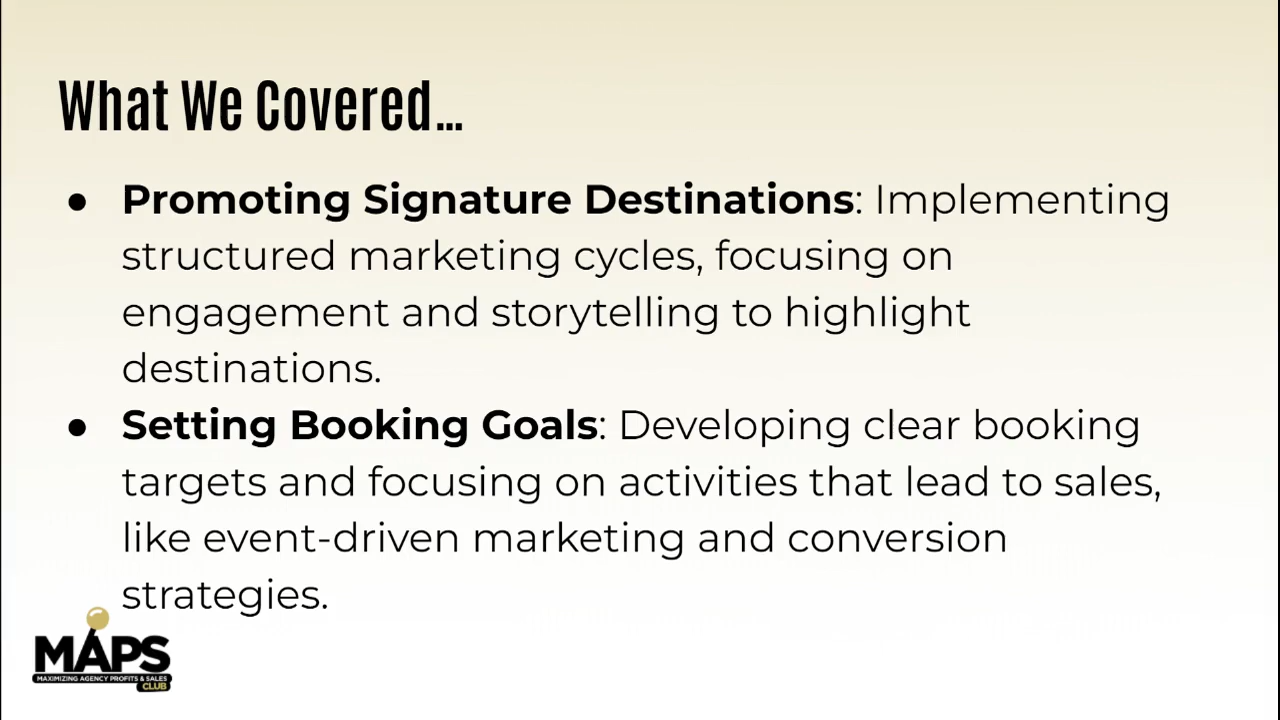 What We Covered...
● Promoting Signature Destinations: Implementing
structured marketing cycles, focusing on
engagement and storytelling to highlight
destinations.
● Setting Booking Goals: Developing clear booking
targets and focusing on activities that lead to sales,
like event-driven marketing and conversion
strategies.
MAPS
MAXIMIZING AGENCY PROFITS & SALES
CLUB